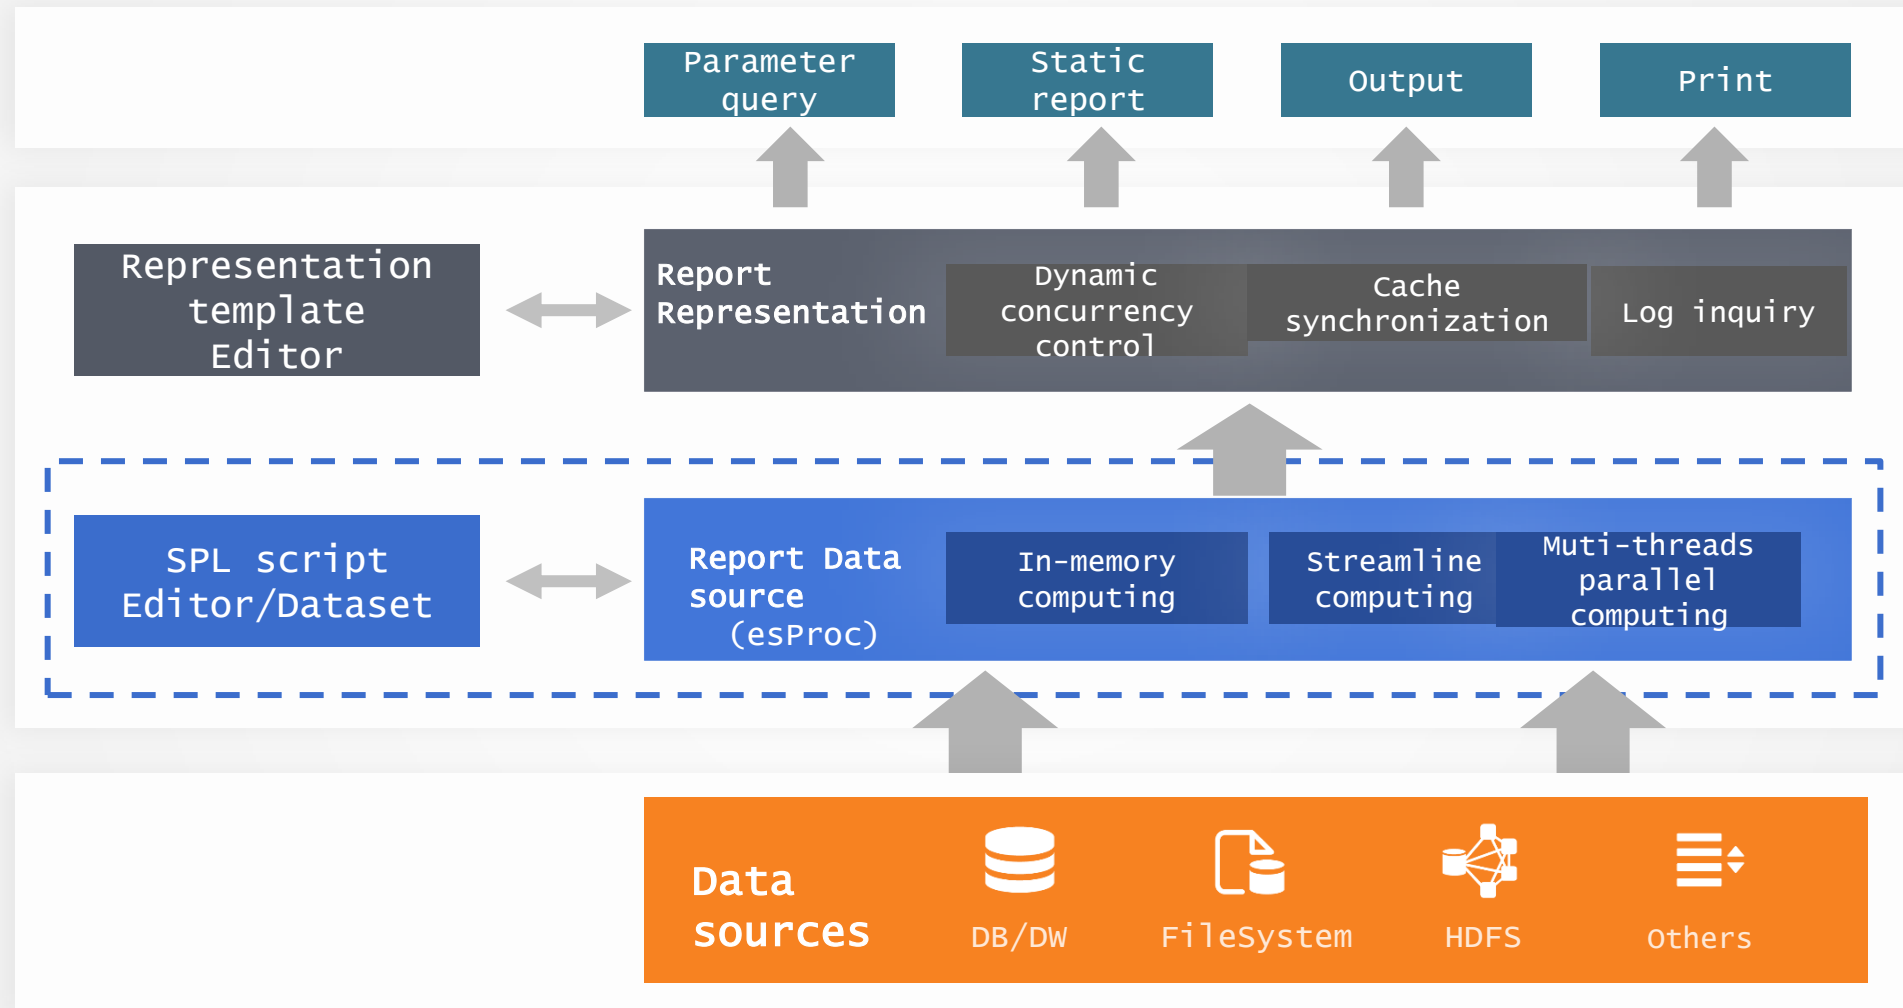 Parameter
query
Static
report
Output
Print
Representation
template
Editor
Report
Representation
Dynamic
concurrency
control
Cache
synchronization
Log inquiry
SPL script
Editor/Dataset
Report Data
source
(esProc)
In-memory
computing
Streamline
computing
Muti-threads
parallel
computing
Data
sources
DB/DW
FileSystem
HDFS
Others